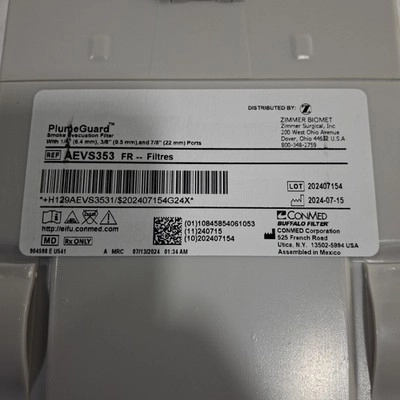 PlumeGuard™
Smoke Evacuation Filter
With 1/4" (6.4 mm), 3/8" (9.5 mm), and 7/8" (22 mm) Ports
REF AEVS353 FR -- Filtres
DISTRIBUTED BY:
ZIMMER BIOMET
Zimmer Surgical, Inc
200 West Ohio Avenue
Dover, Ohio 44622 U.S.A
800-348-2759
*+H129AEVS3531/$202407154G24X*
LOT 202407154
2024-07-15
http://
eifu.conmed.com
MD Rx ONLY
(01)10845854061053
(11)240715
(10)202407154
CONMED
BUFFALO FILTER
CONMED Corporation
525 French Road
Utica, N.Y. 13502-5994 USA
Assembled in Mexico
A MRC 07/13/2024 01:34 AM